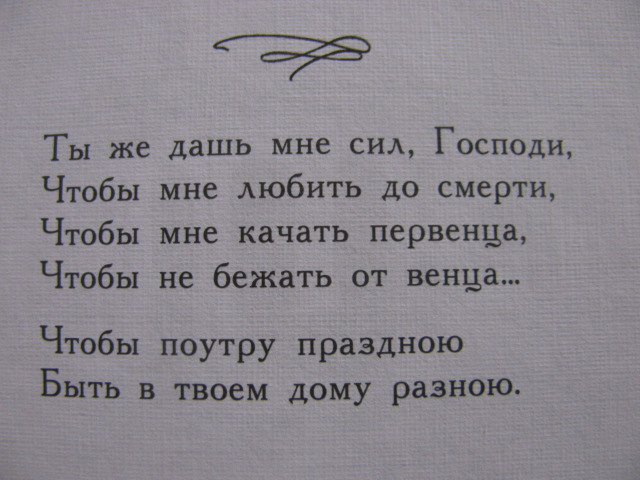 Ты же дашь мне сил, Господи,
Чтобы мне любить до смерти,
Чтобы мне качать первенца,
Чтобы не бежать от венца...
Чтобы поутру праздною
Быть в твоем дому разною.